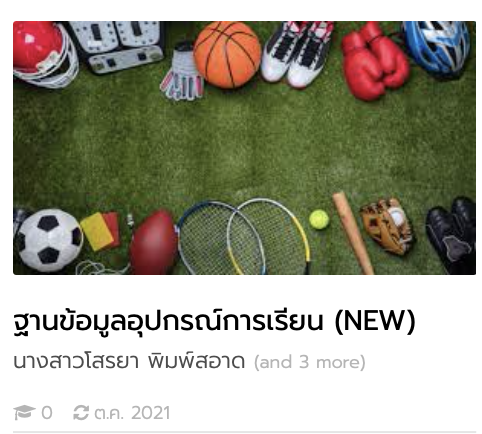 ฐานข้อมูลอุปกรณ์การเรียน (NEW)
นางสาวโสรยา พิมพ์สอาด (and 3 more)
0 ต.ค. 2021